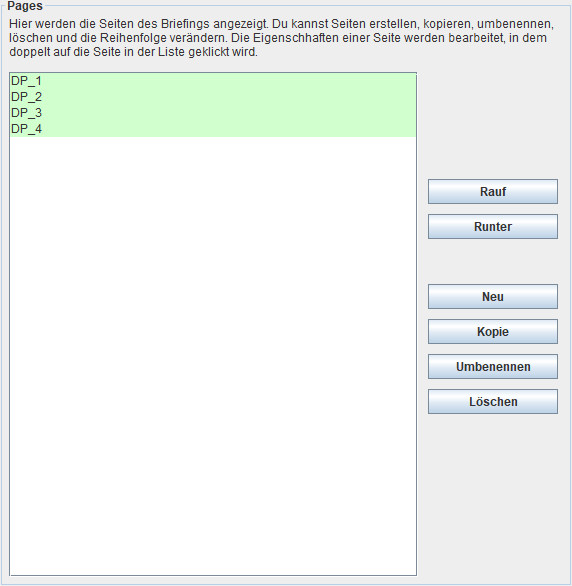 Pages
Hier werden die Seiten des Briefings angezeigt. Du kannst Seiten erstellen, kopieren, umbenennen,
löschen und die Reihenfolge verändern. Die Eigenschhaften einer Seite werden bearbeitet, in dem
doppelt auf die Seite in der Liste geklickt wird.
DP_1
DP_2
DP_3
DP_4
Rauf
Runter
Neu
Kopie
Umbenennen
Löschen